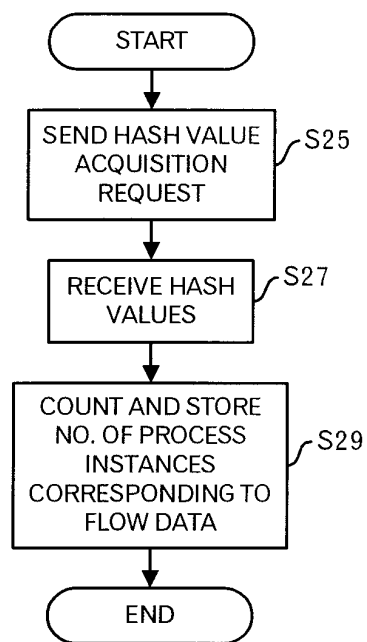 START
SEND HASH VALUE
ACQUISITION
REQUEST
S25
RECEIVE HASH
VALUES
S27
COUNT AND STORE
NO. OF PROCESS
INSTANCES
CORRESPONDING TO
FLOW DATA
S29
END